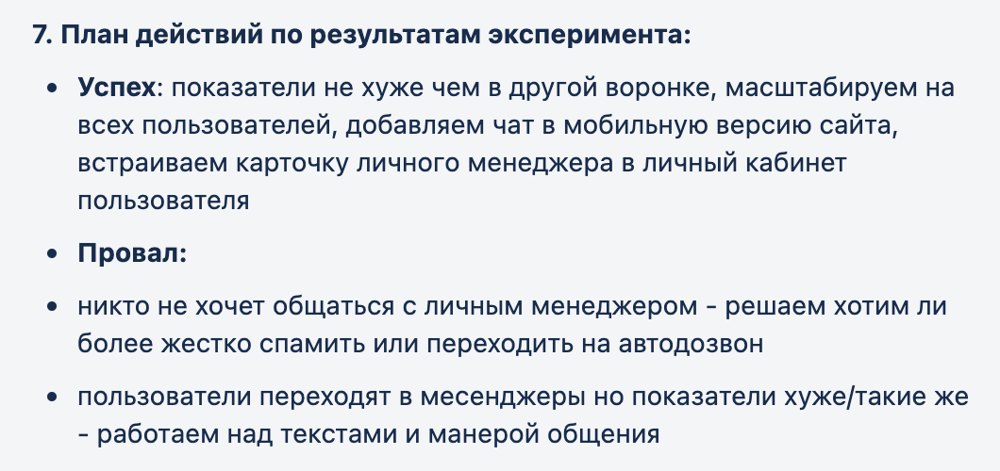 7. План действий по результатам эксперимента:
• Успех: показатели не хуже чем в другой воронке, масштабируем на
всех пользователей, добавляем чат в мобильную версию сайта,
встраиваем карточку личного менеджера в личный кабинет
пользователя
• Провал:
• никто не хочет общаться с личным менеджером - решаем хотим ли
более жестко спамить или переходить на автодозвон
• пользователи переходят в месенджеры но показатели хуже/такие же
- работаем над текстами и манерой общения